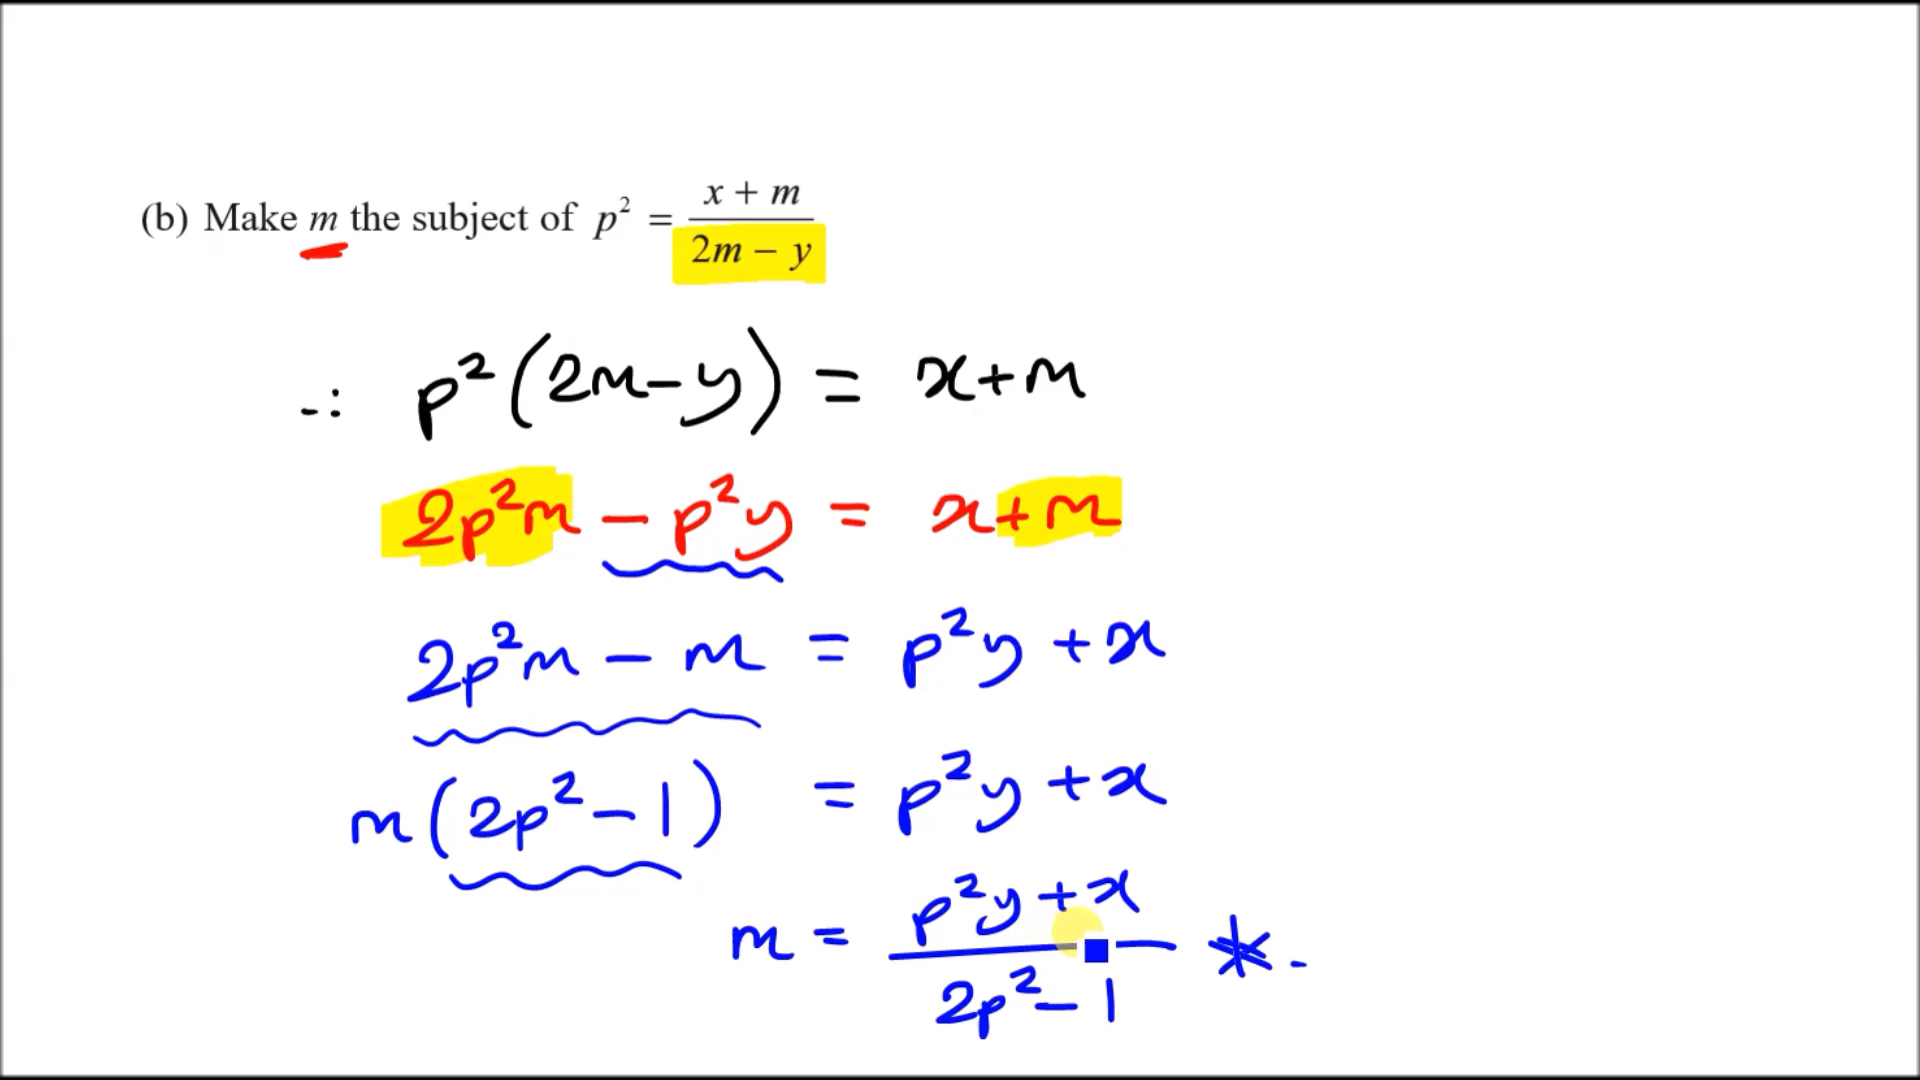 (b) Make m the subject of p² = (x + m)/(2m − y)
∴ p²(2m−y) = x+m
2p²m − p²y = x+m
2p²m − m = p²y + x
m(2p²−1) = p²y + x
m = (p²y + x)/(2p²−1) *.